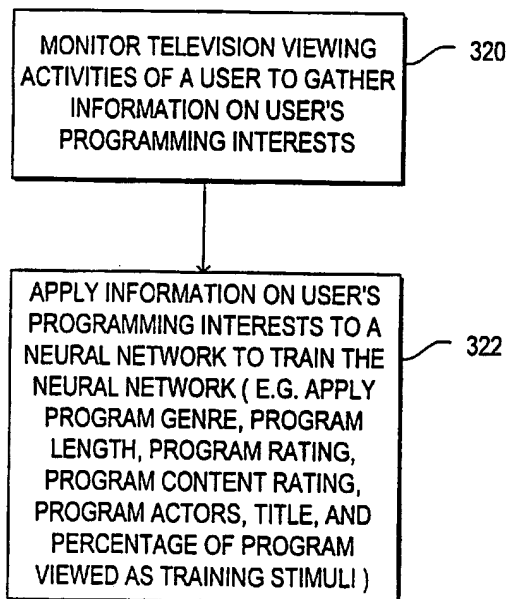 MONITOR TELEVISION VIEWING
ACTIVITIES OF A USER TO GATHER
INFORMATION ON USER'S
PROGRAMMING INTERESTS
320
APPLY INFORMATION ON USER'S
PROGRAMMING INTERESTS TO A
NEURAL NETWORK TO TRAIN THE
NEURAL NETWORK ( E.G. APPLY
PROGRAM GENRE, PROGRAM
LENGTH, PROGRAM RATING,
PROGRAM CONTENT RATING,
PROGRAM ACTORS, TITLE, AND
PERCENTAGE OF PROGRAM
VIEWED AS TRAINING STIMULI )
322